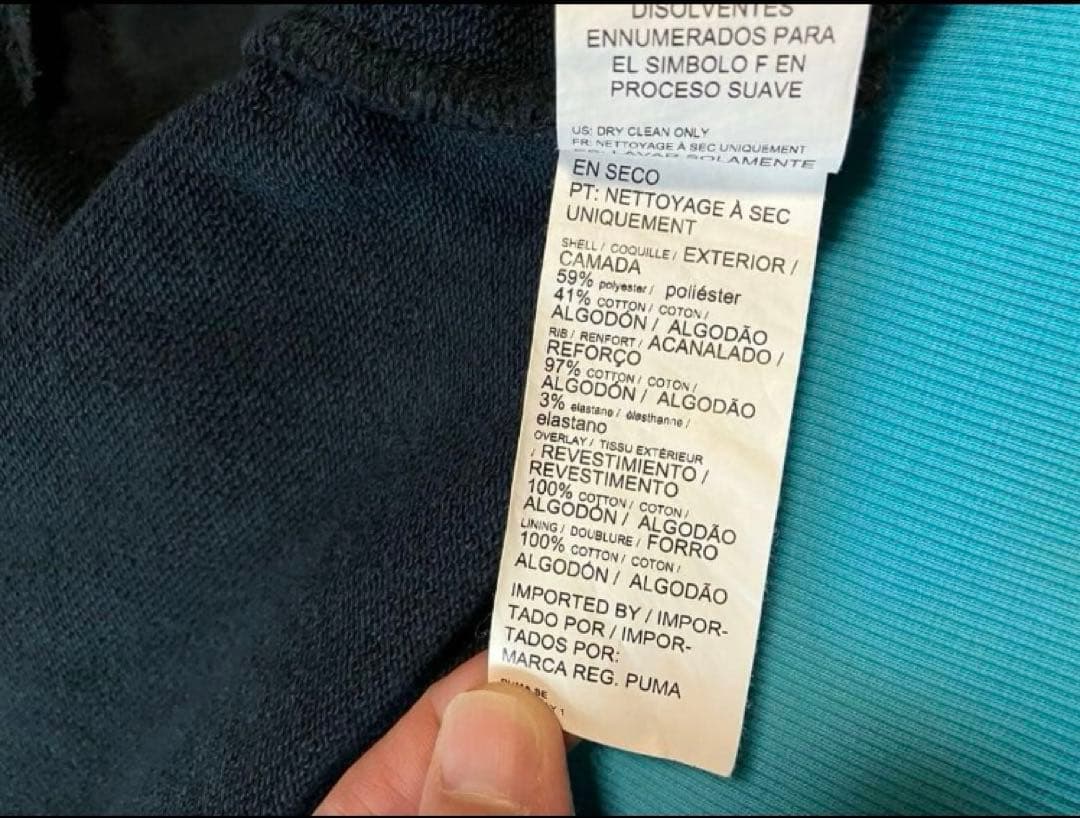 DISOLVENTES
ENNUMERADOS PARA
EL SIMBOLO F EN
PROCESO SUAVE
US: DRY CLEAN ONLY
FR: NETTOYAGE À SEC UNIQUEMENT
LAVAR SOLAMENTE
EN SECO
PT: NETTOYAGE À SEC
UNIQUEMENT
SHELL / COQUILLE / EXTERIOR /
CAMADA
59% polyester / poliéster
41% COTTON / COTON /
ALGODÓN / ALGODÃO
RIB / RENFORT / ACANALADO /
REFORÇO
97% COTTON / COTON /
ALGODÓN / ALGODÃO
3% elastane / élasthanne /
elastano
OVERLAY / TISSU EXTÉRIEUR
/ REVESTIMIENTO /
REVESTIMENTO
100% COTTON / COTON /
ALGODÓN / ALGODÃO
LINING / DOUBLURE / FORRO
100% COTTON / COTON /
ALGODÓN / ALGODÃO
IMPORTED BY / IMPOR-
TADO POR / IMPOR-
TADOS POR:
MARCA REG. PUMA
PUMA SE